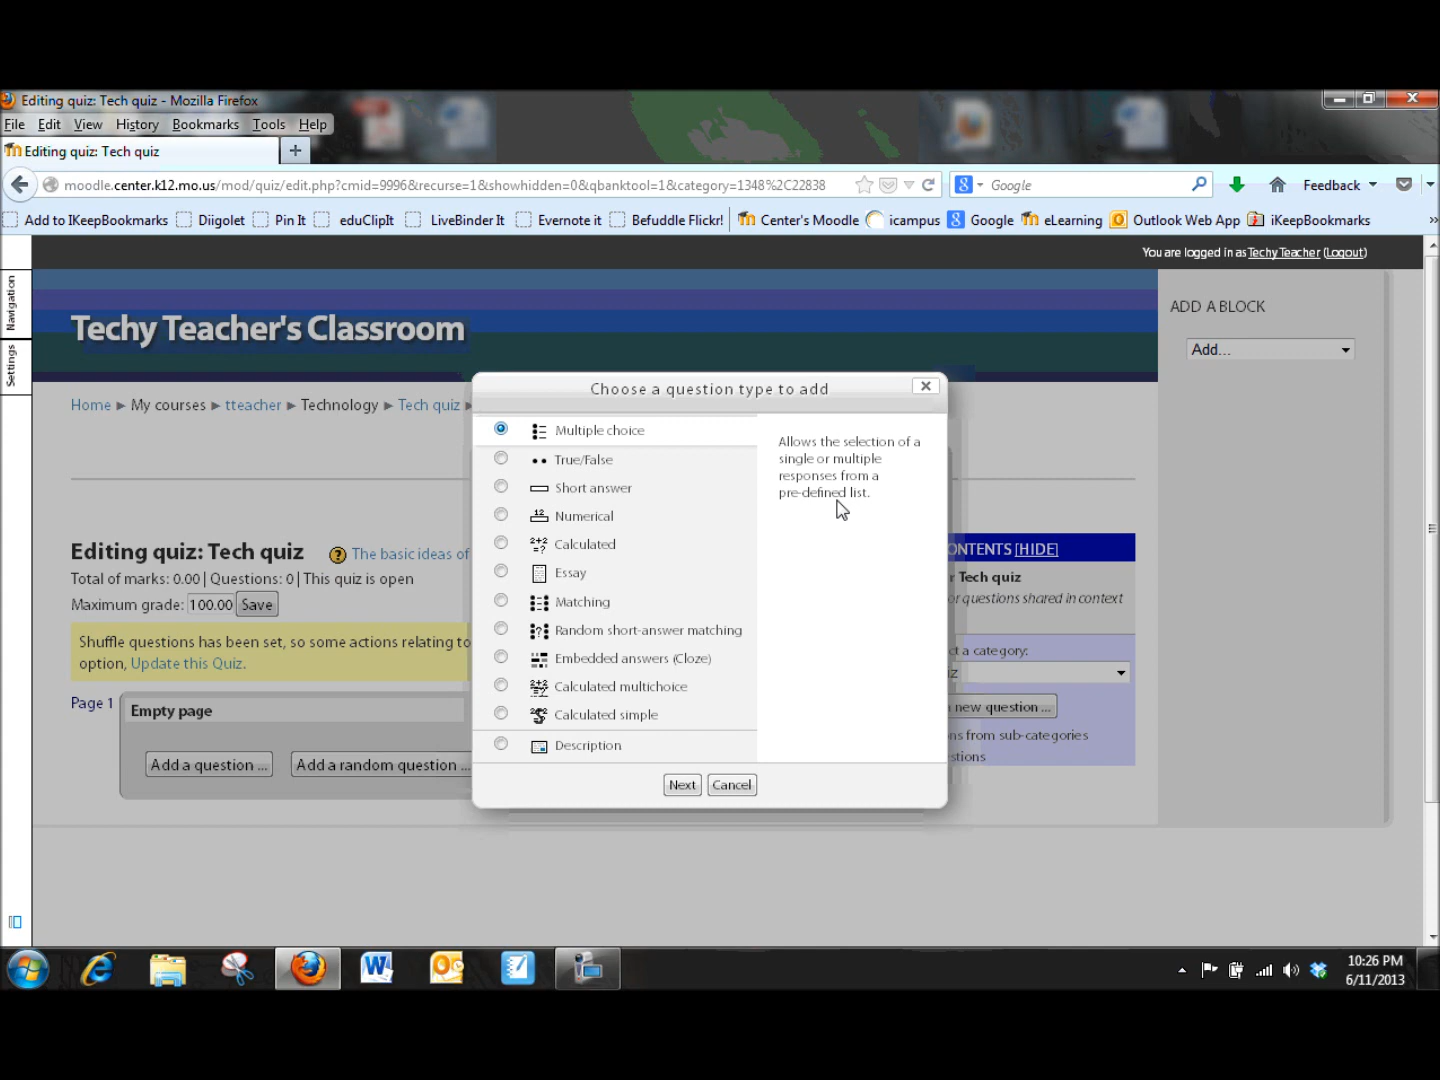 Editing quiz: Tech quiz - Mozilla Firefox
File Edit View History Bookmarks Tools Help
Editing quiz: Tech quiz
moodle.center.k12.mo.us/mod/quiz/edit.php?cmid=9996&recurse=1&showhidden=0&qbanktool=1&category=1348%2C22838
Google
Feedback
Add to IKeepBookmarks Diigolet Pin It eduClipIt LiveBinder It Evernote it Befuddle Flickr! Center's Moodle icampus Google eLearning Outlook Web App iKeepBookmarks »
You are logged in as Techy Teacher (Logout)
Navigation
Settings
Techy Teacher's Classroom
ADD A BLOCK
Add...
Home ► My courses ► tteacher ► Technology ► Tech quiz ►
Choose a question type to add
Multiple choice
True/False
Short answer
Numerical
Calculated
Essay
Matching
Random short-answer matching
Embedded answers (Cloze)
Calculated multichoice
Calculated simple
Description
Allows the selection of a
single or multiple
responses from a
pre-defined list.
Next Cancel
Editing quiz: Tech quiz
The basic ideas of
Total of marks: 0.00 | Questions: 0 | This quiz is open
Maximum grade: 100.00 Save
Shuffle questions has been set, so some actions relating to
option, Update this Quiz.
Page 1
Empty page
Add a question ... Add a random question ...
ONTENTS [HIDE]
r Tech quiz
or questions shared in context
ct a category:
iz
new question ...
ns from sub-categories
stions
10:26 PM
6/11/2013